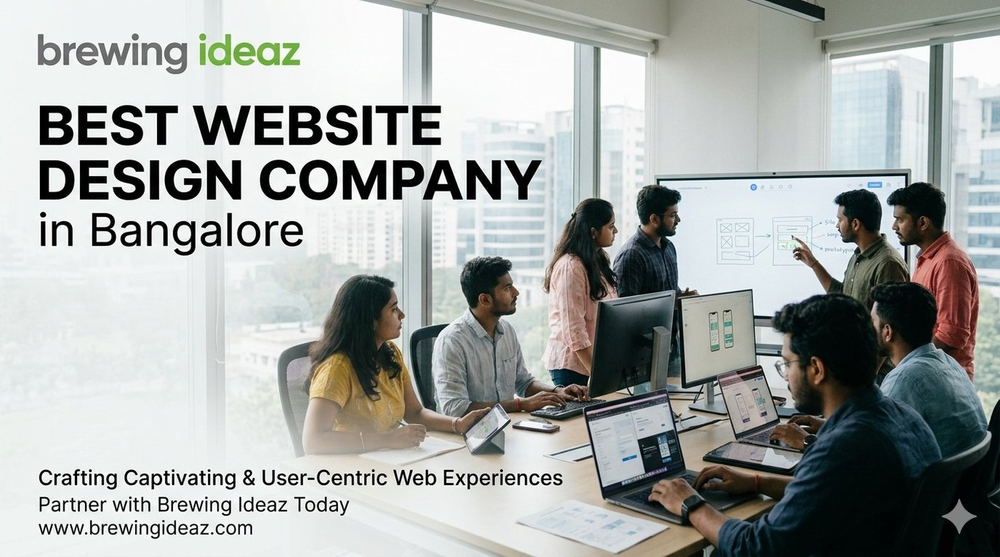 brewing ideaz
BEST WEBSITE
DESIGN COMPANY
in Bangalore
Crafting Captivating & User-Centric Web Experiences
Partner with Brewing Ideaz Today
www.brewingideaz.com